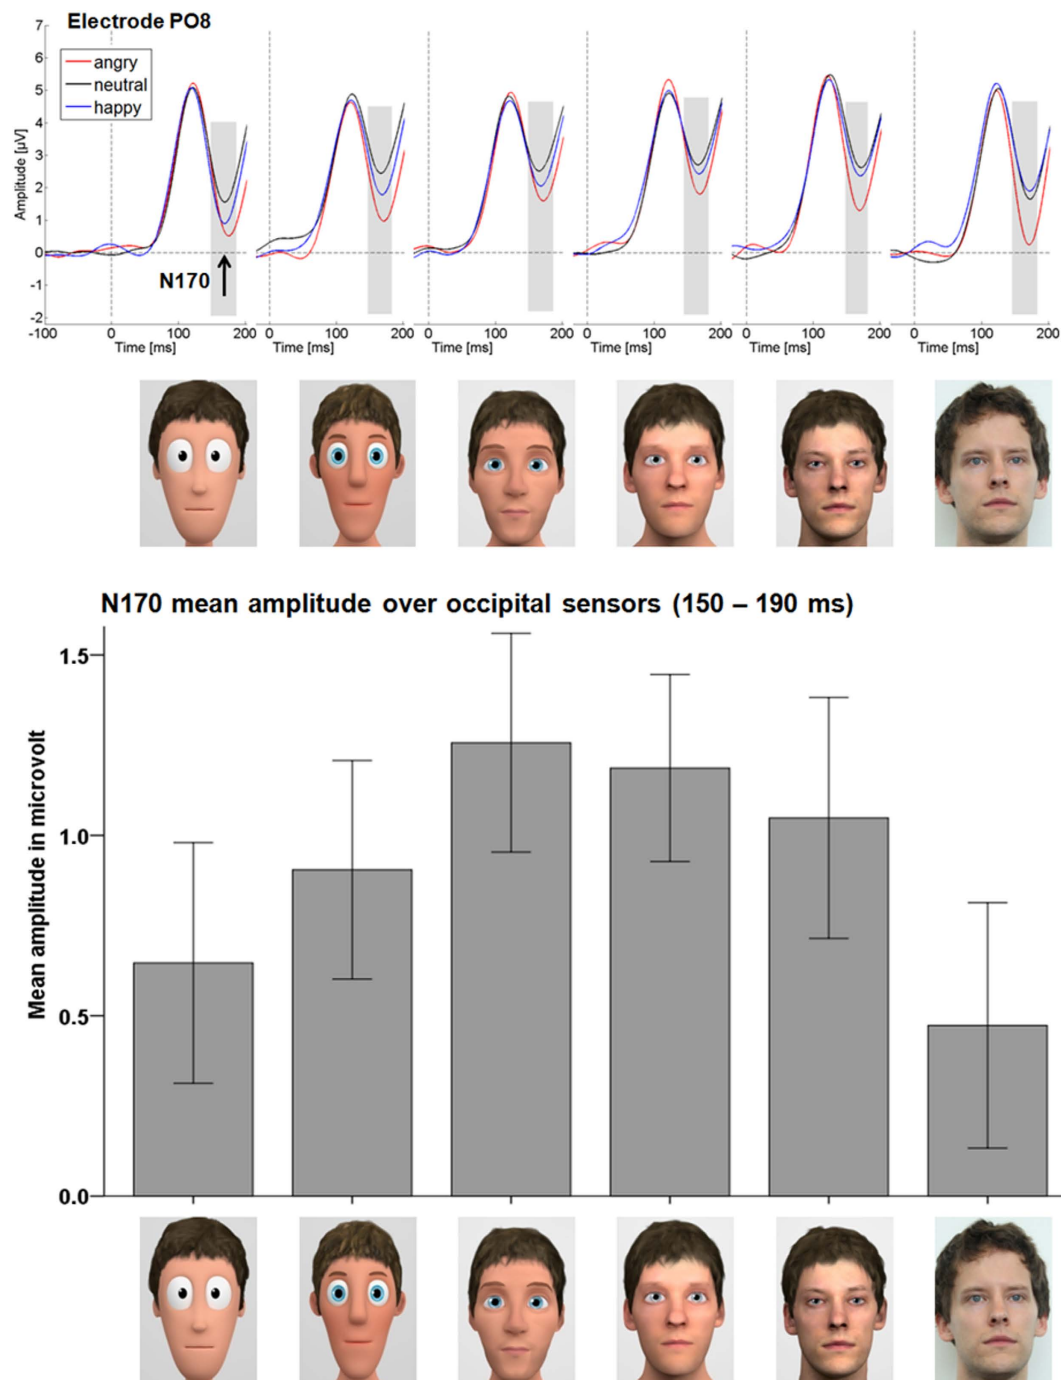 Electrode PO8
angry
neutral
happy
Amplitude [µV]
7
6
5
4
3
2
1
0
-1
-2
N170
-100 0 100 200 0 100 200 0 100 200 0 100 200 0 100 200 0 100 200
Time [ms] Time [ms] Time [ms] Time [ms] Time [ms] Time [ms]
N170 mean amplitude over occipital sensors (150 – 190 ms)
Mean amplitude in microvolt
1.5
1.0
0.5
0.0